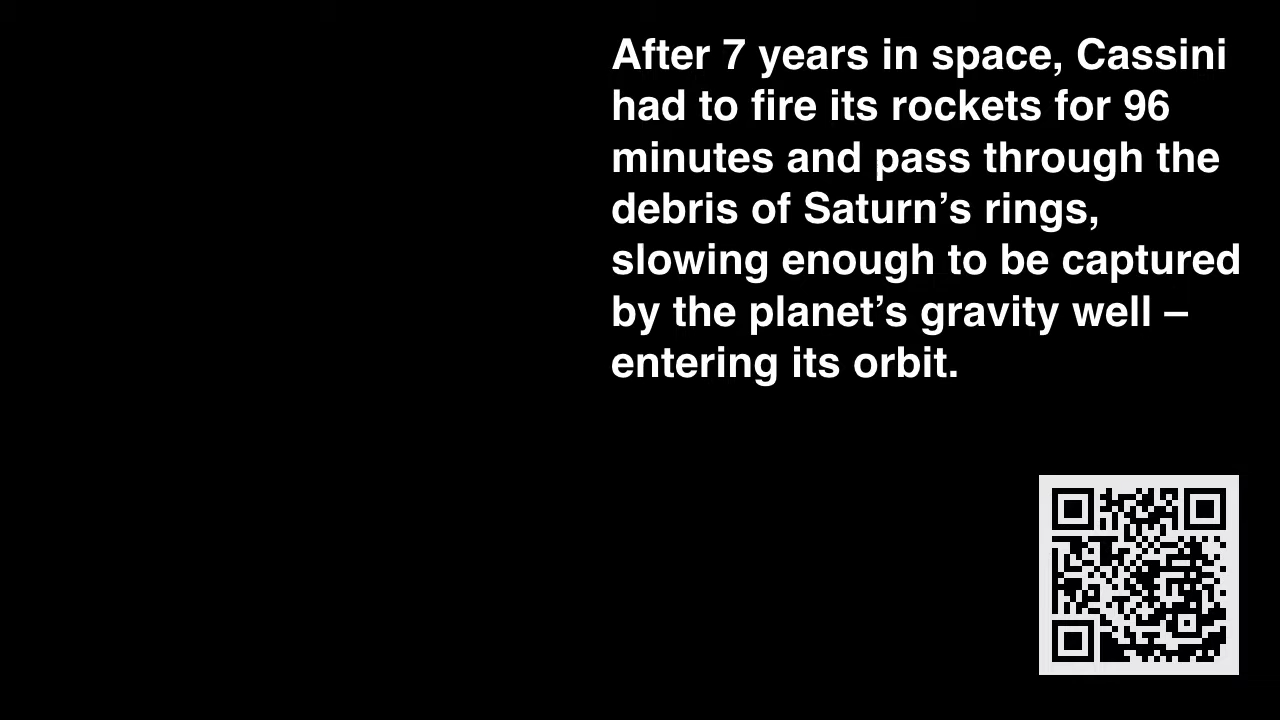 After 7 years in space, Cassini
had to fire its rockets for 96
minutes and pass through the
debris of Saturn’s rings,
slowing enough to be captured
by the planet’s gravity well –
entering its orbit.